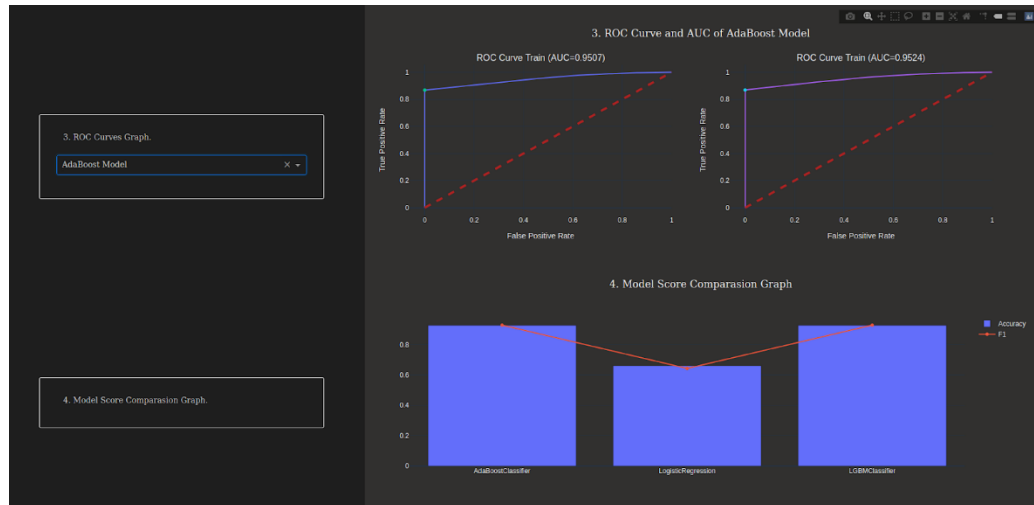 3. ROC Curves Graph.
AdaBoost Model
4. Model Score Comparasion Graph.
3. ROC Curve and AUC of AdaBoost Model
ROC Curve Train (AUC=0.9507)
True Positive Rate
1
0.8
0.6
0.4
0.2
0
0 0.2 0.4 0.6 0.8 1
False Positive Rate
ROC Curve Train (AUC=0.9524)
True Positive Rate
1
0.8
0.6
0.4
0.2
0
0 0.2 0.4 0.6 0.8 1
False Positive Rate
4. Model Score Comparasion Graph
0.8
0.6
0.4
0.2
0
AdaBoostClassifier LogisticRegression LGBMClassifier
Accuracy
F1